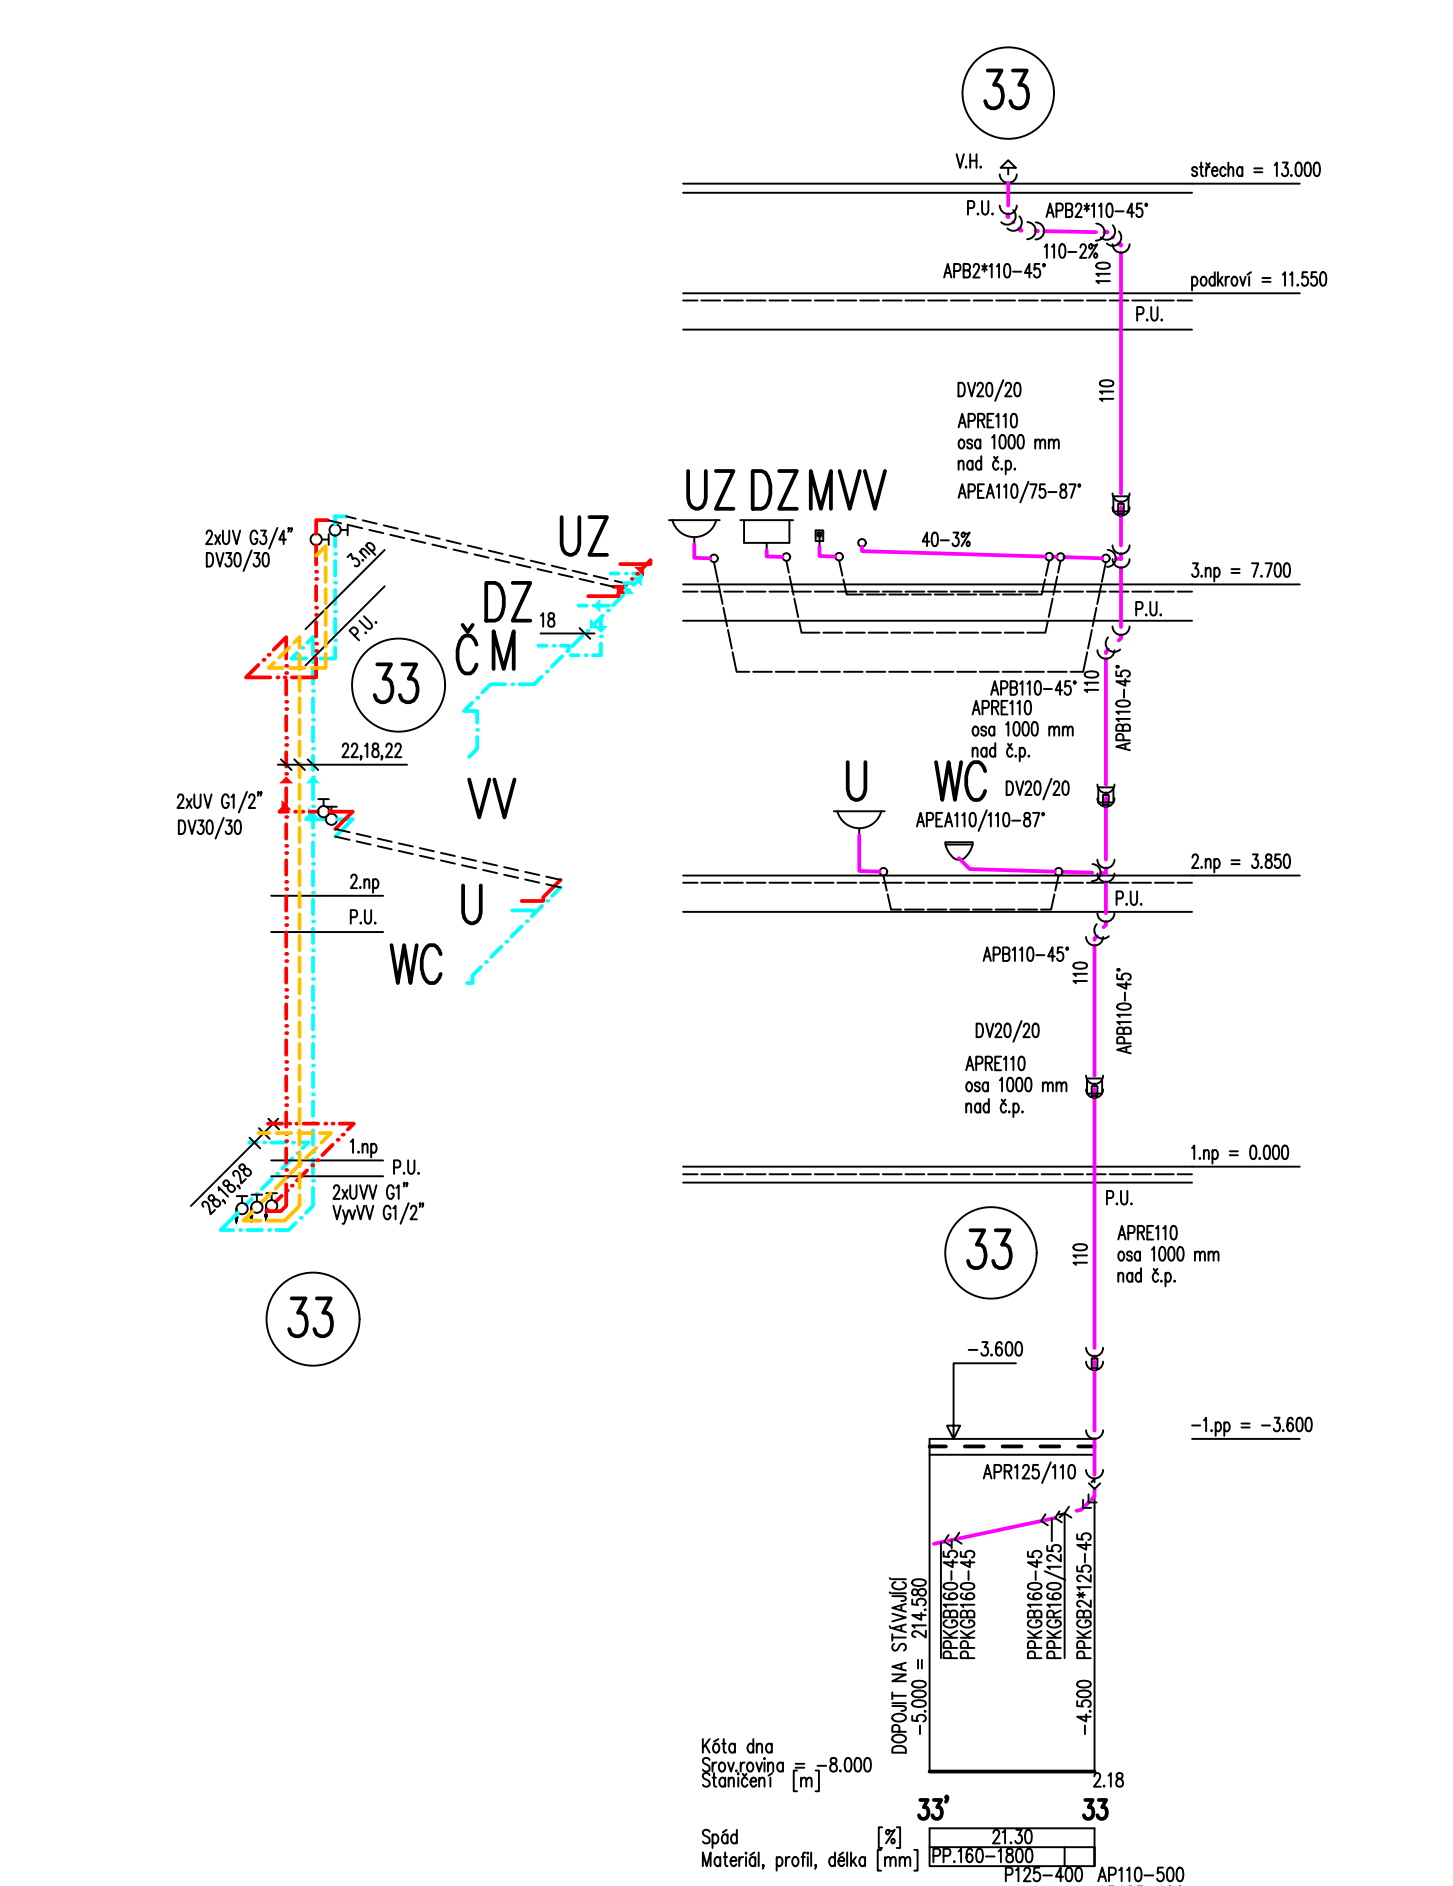 33
V.H.
střecha = 13.000
P.U.
APB2*110-45°
110-2%
APB2*110-45°
110
podkroví = 11.550
P.U.
110
DV20/20
APRE110
osa 1000 mm
nad č.p.
APEA110/75-87°
UZ DZ M VV
40-3%
3.np = 7.700
P.U.
2xUV G3/4"
DV30/30
3.np
P.U.
UZ
DZ
18
ČM
33
VV
22,18,22
APB110-45°
110
APB110-45°
APRE110
osa 1000 mm
nad č.p.
U WC
DV20/20
APEA110/110-87°
2xUV G1/2"
DV30/30
2.np
P.U.
U
WC
2.np = 3.850
P.U.
APB110-45°
110
APB110-45°
DV20/20
APRE110
osa 1000 mm
nad č.p.
1.np = 0.000
P.U.
1.np
P.U.
28,18,28
2xUVV G1"
VyvVV G1/2"
33
33
110
APRE110
osa 1000 mm
nad č.p.
-3.600
-1.pp = -3.600
APR125/110
DOPOJIT NA STÁVAJÍCÍ
-5.000 = 214.580
PPKGB160-45
PPKGB160-45
PPKGB160-45
PPKGR160/125
PPKGB2*125-45
-4.500
Kóta dna
Srov.rovina = -8.000
Staničení [m]
2.18
33' 33
Spád [%] 21.30
Materiál, profil, délka [mm] PP.160-1800
P125-400 AP110-500